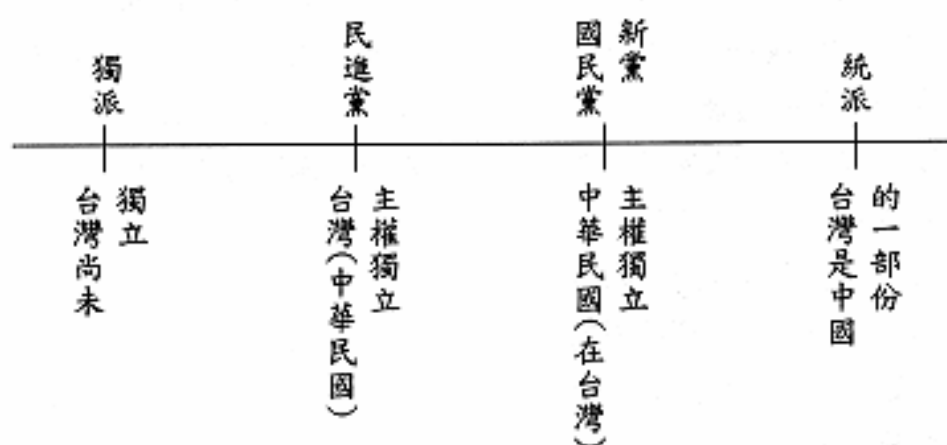 獨派
民進黨
國民黨
新黨
統派
台灣尚未
獨立
台灣(中華民國)
主權獨立
中華民國(在台灣)
主權獨立
台灣是中國
的一部份